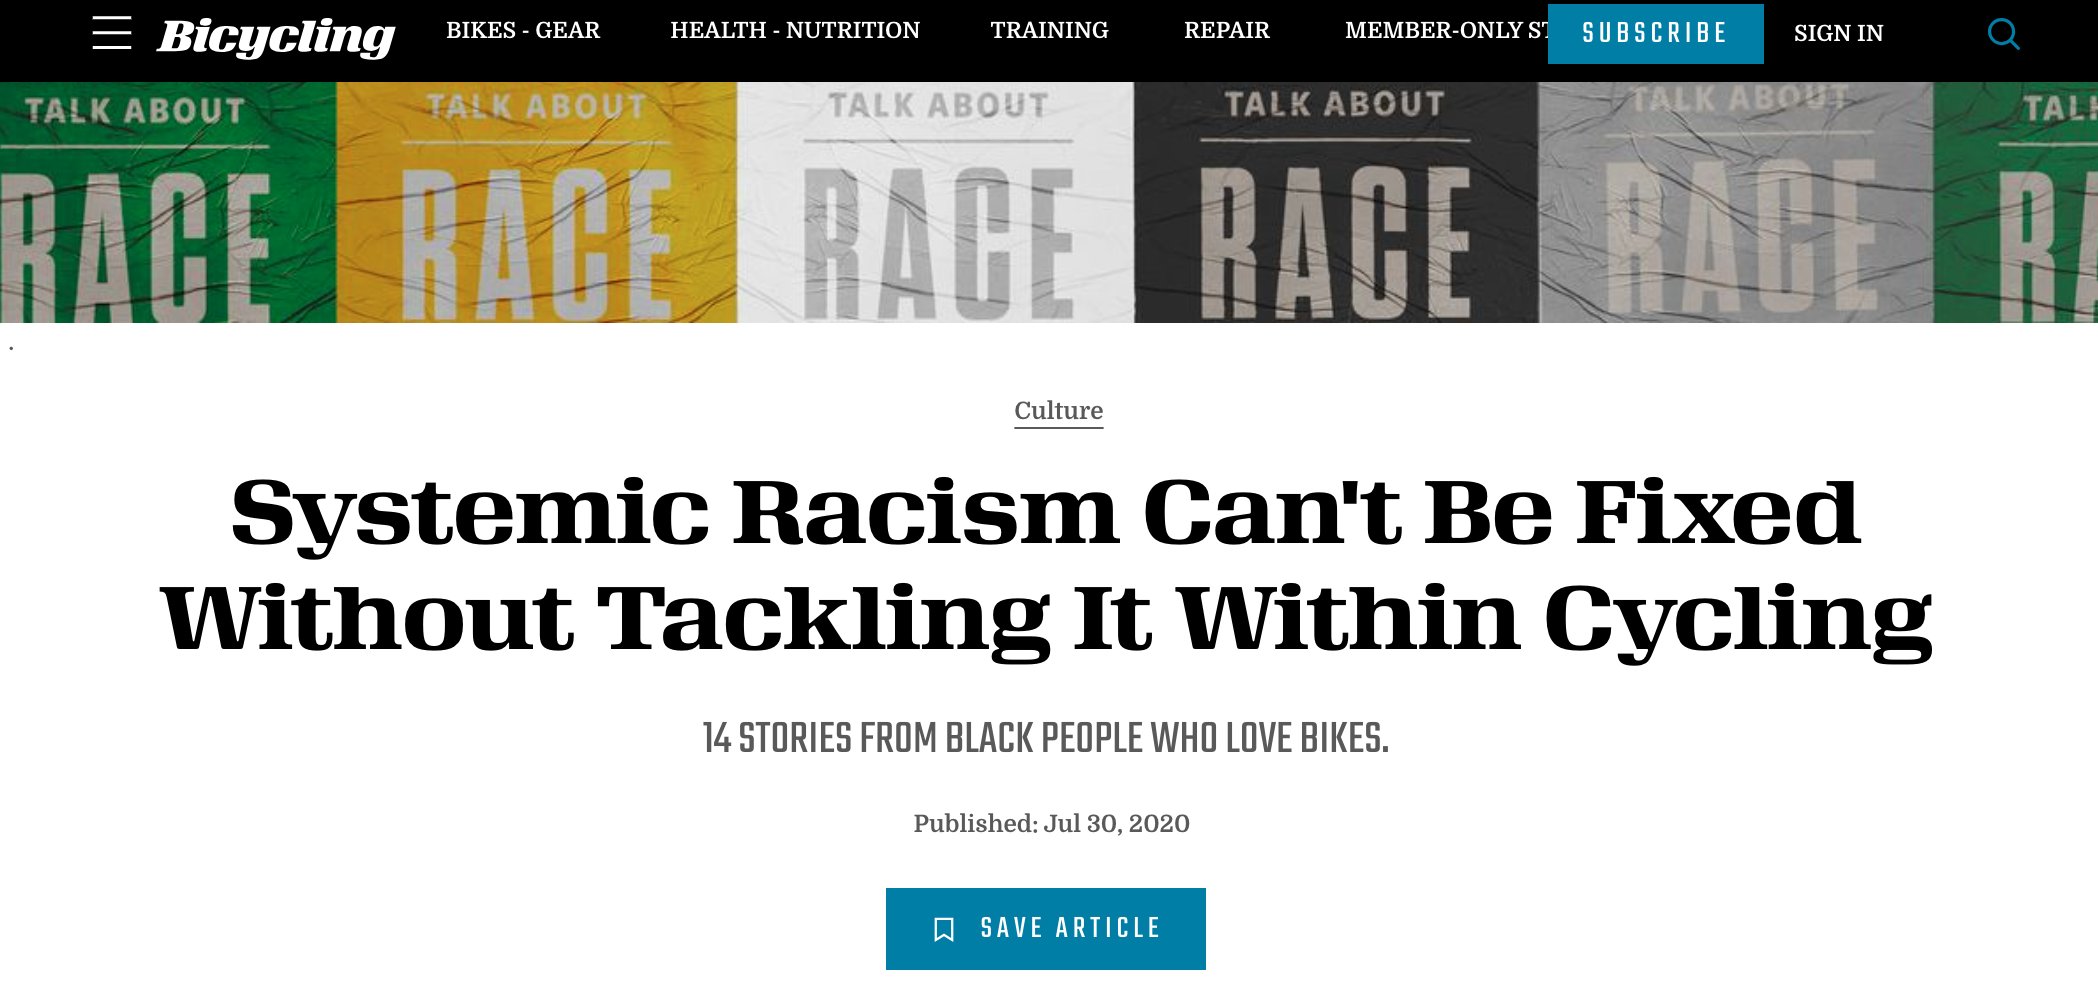 Bicycling BIKES - GEAR HEALTH - NUTRITION TRAINING REPAIR MEMBER-ONLY ST SUBSCRIBE SIGN IN
TALK ABOUT TALK ABOUT TALK ABOUT TALK ABOUT TALK ABOUT TAL
RACE RACE RACE RACE RACE RA
.
Culture
Systemic Racism Can't Be Fixed
Without Tackling It Within Cycling
14 STORIES FROM BLACK PEOPLE WHO LOVE BIKES.
Published: Jul 30, 2020
SAVE ARTICLE